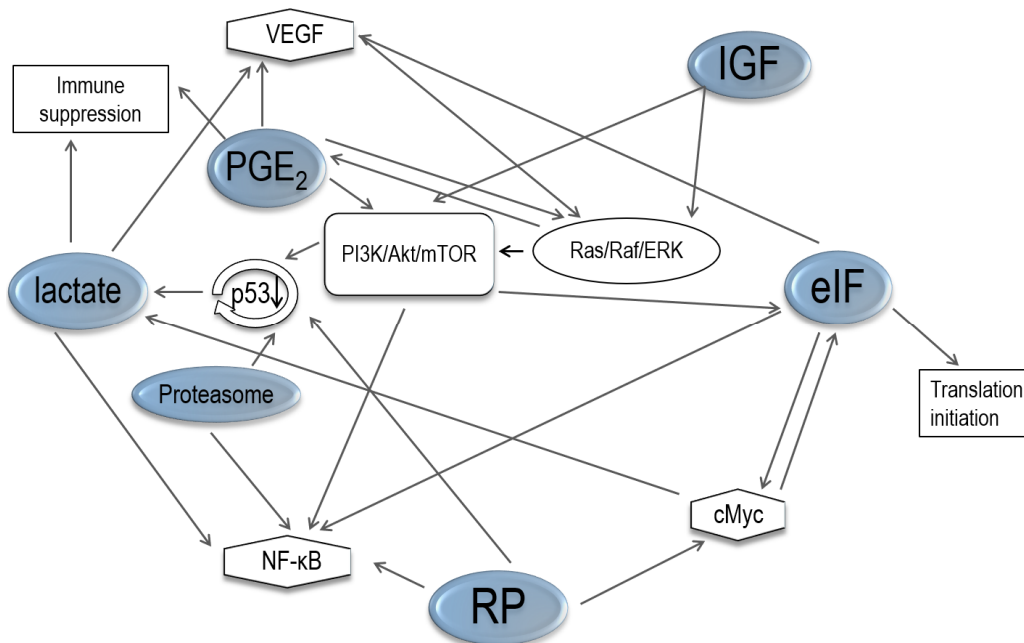 VEGF
IGF
Immune
suppression
PGE₂
PI3K/Akt/mTOR
Ras/Raf/ERK
lactate
p53
eIF
Proteasome
Translation
initiation
cMyc
NF-κB
RP